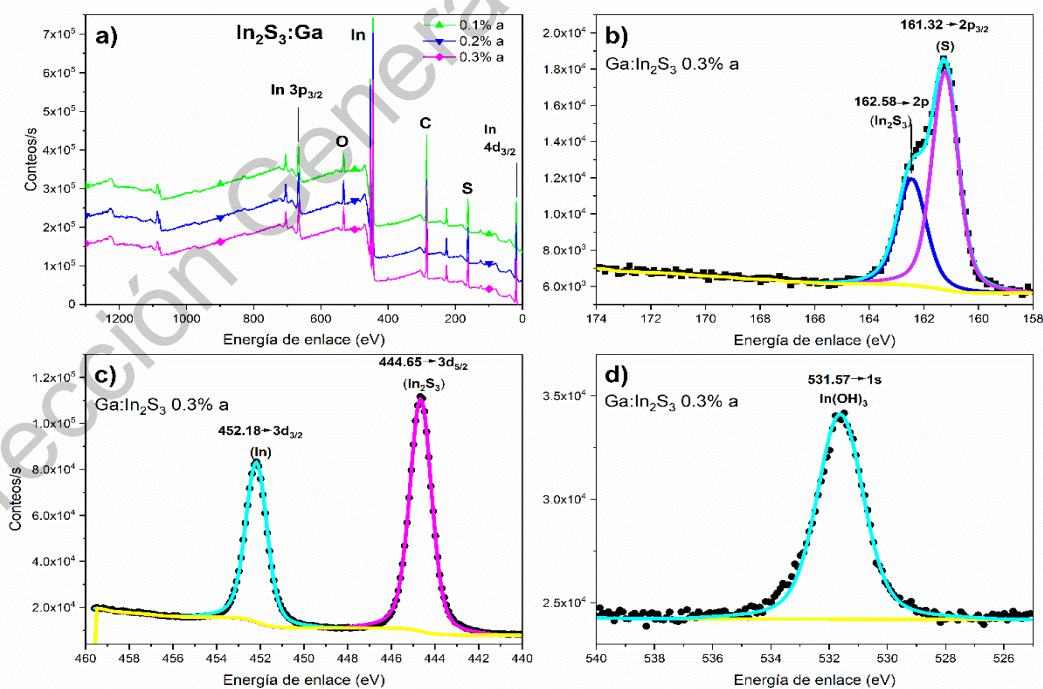 ección Genera
a)
In₂S₃:Ga
In
0.1% a
0.2% a
0.3% a
In 3p₃/₂
O
C
S
In
4d₃/₂
7x10⁵
6x10⁵
5x10⁵
4x10⁵
3x10⁵
2x10⁵
1x10⁵
0
Conteos/s
1200 1000 800 600 400 200 0
Energía de enlace (eV)
b)
Ga:In₂S₃ 0.3% a
161.32→2p₃/₂
(S)
162.58→2p
(In₂S₃)
2.0x10⁴
1.8x10⁴
1.6x10⁴
1.4x10⁴
1.2x10⁴
1.0x10⁴
8.0x10³
6.0x10³
174 172 170 168 166 164 162 160 158
Energía de enlace (eV)
c)
Ga:In₂S₃ 0.3% a
444.65→3d₅/₂
(In₂S₃)
452.18→3d₃/₂
(In)
1.2x10⁵
1.0x10⁵
8.0x10⁴
6.0x10⁴
4.0x10⁴
2.0x10⁴
Conteos/s
460 458 456 454 452 450 448 446 444 442 440
Energía de enlace (eV)
d)
Ga:In₂S₃ 0.3% a
531.57→1s
In(OH)₃
3.5x10⁴
3.0x10⁴
2.5x10⁴
540 538 536 534 532 530 528 526
Energía de enlace (eV)